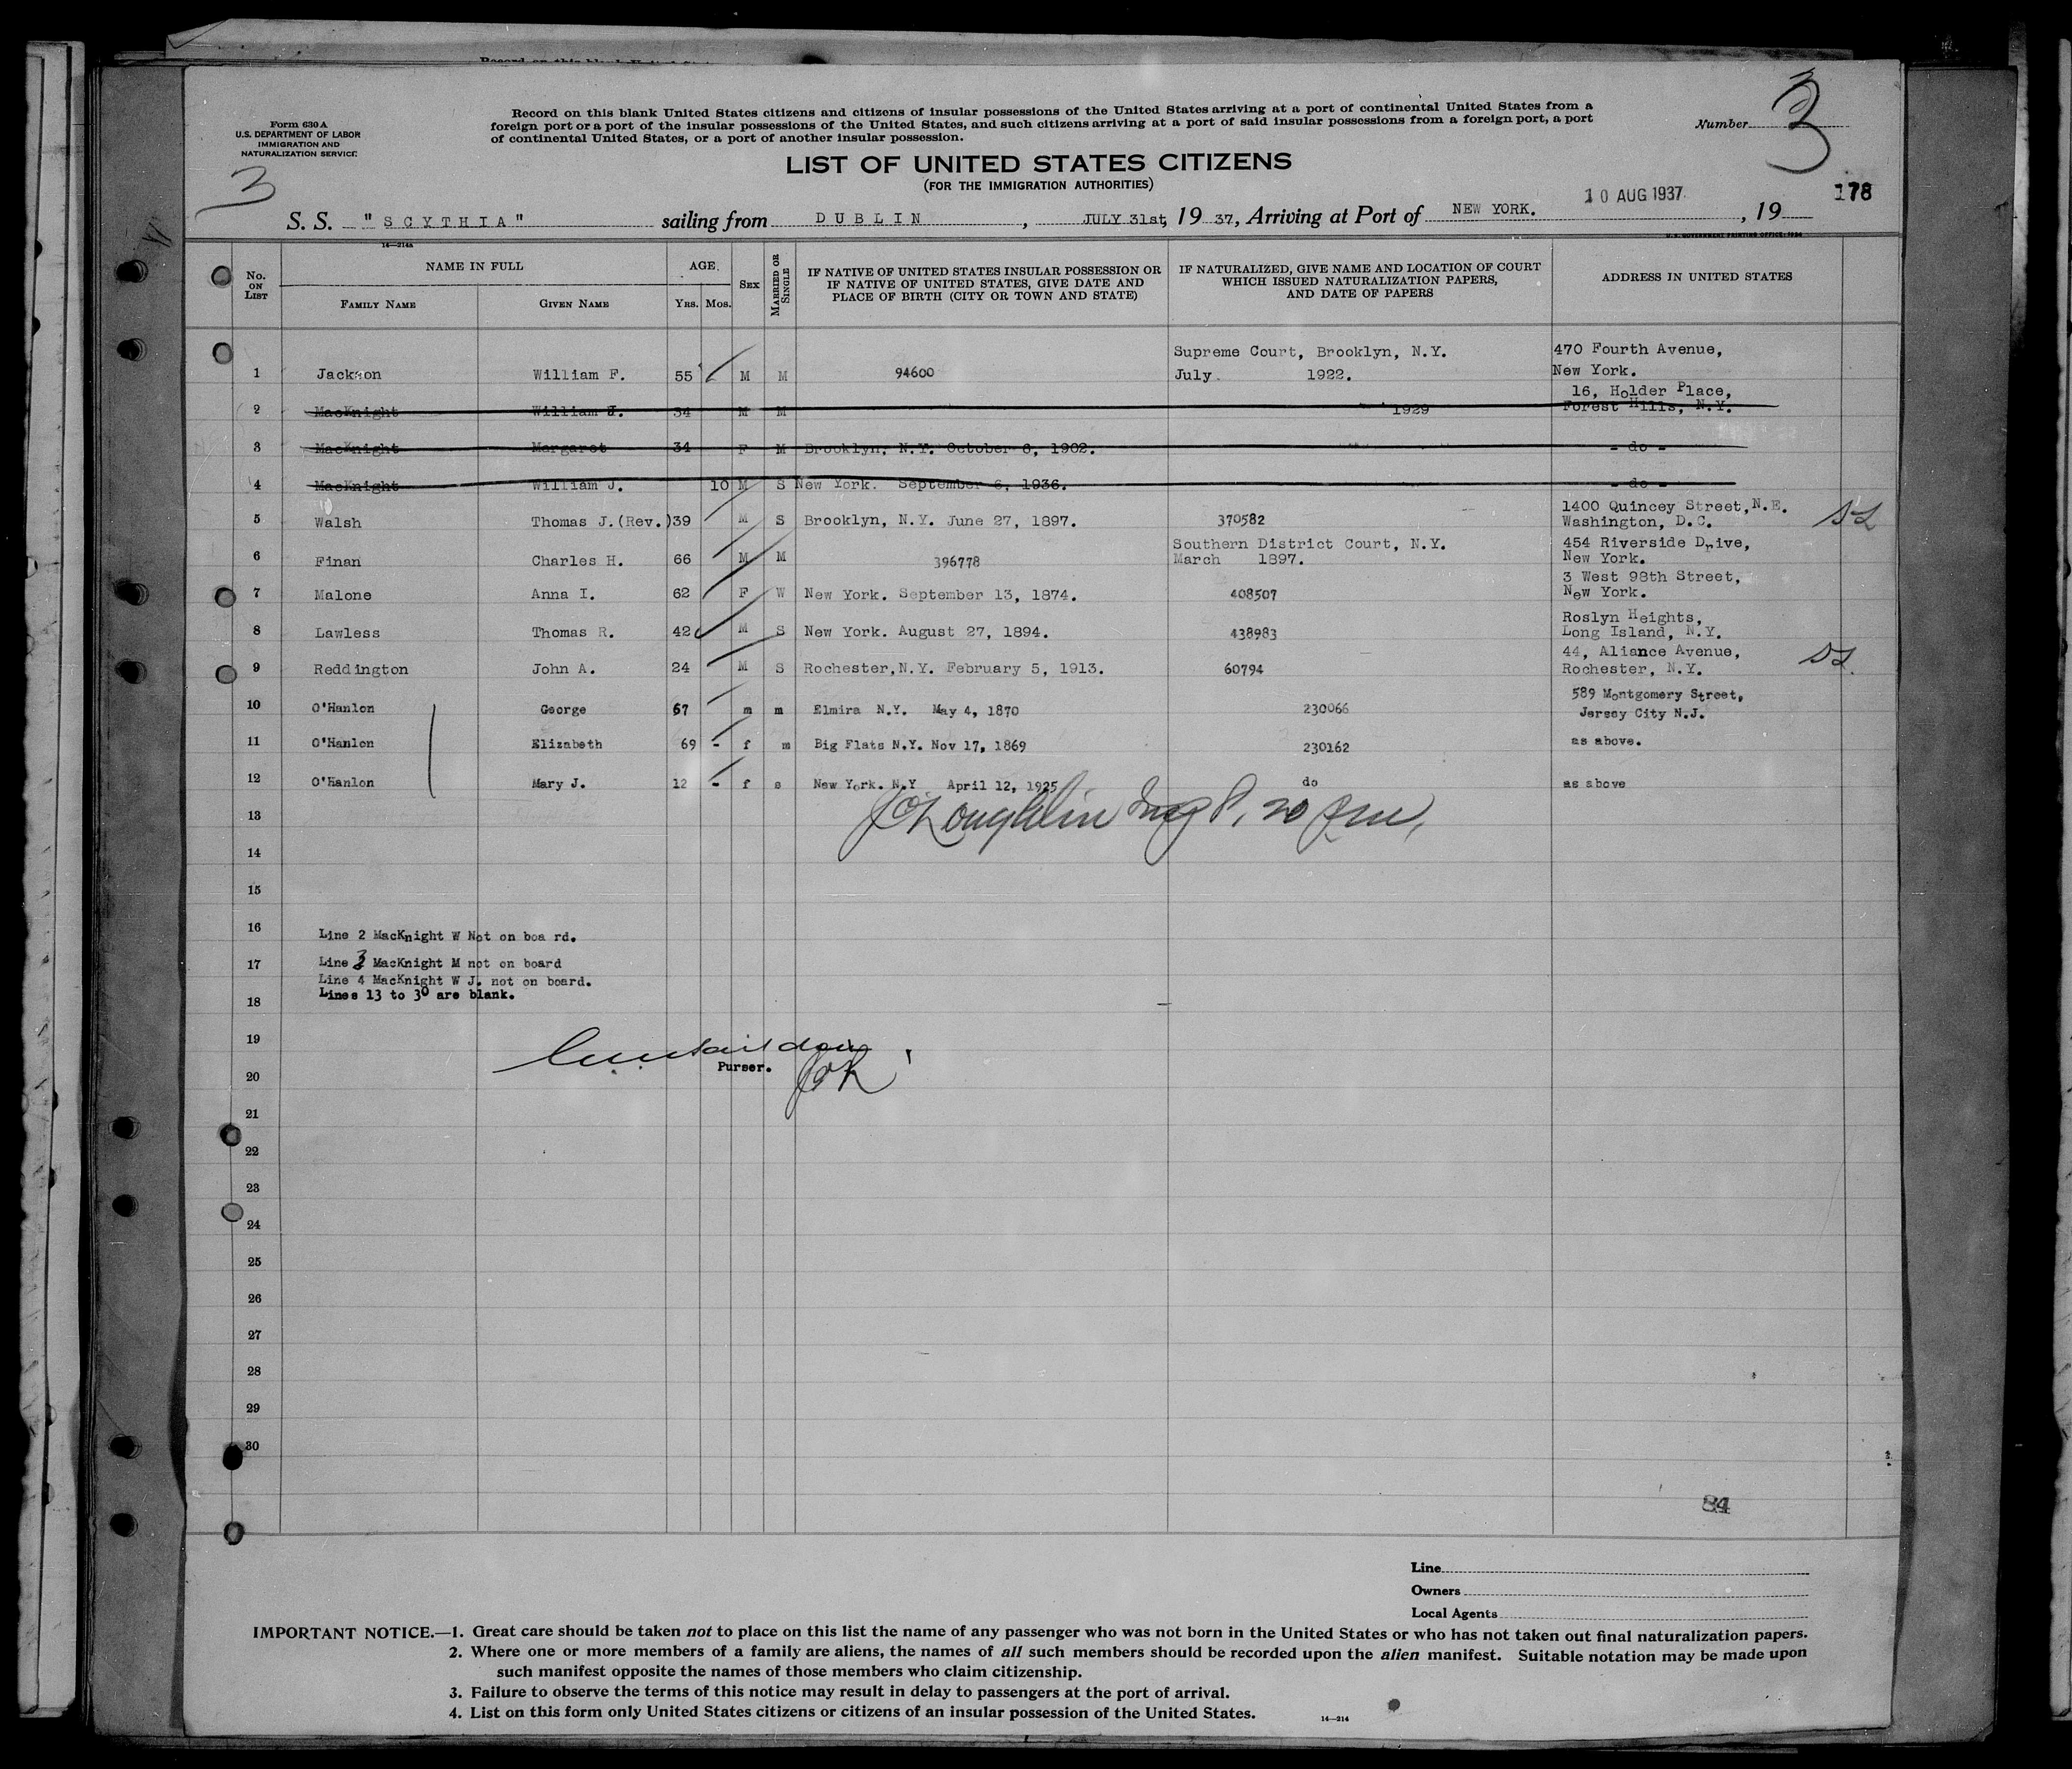 Form 630A
U.S. DEPARTMENT OF LABOR
IMMIGRATION AND
NATURALIZATION SERVICE
3
Record on this blank United States citizens and citizens of insular possessions of the United States arriving at a port of continental United States from a
foreign port or a port of the insular possessions of the United States, and such citizens arriving at a port of said insular possessions from a foreign port, a port
of continental United States, or a port of another insular possession.
Number 3
LIST OF UNITED STATES CITIZENS
(FOR THE IMMIGRATION AUTHORITIES)
178
S. S. "SCYTHIA" sailing from DUBLIN, JULY 31st, 19 37, Arriving at Port of NEW YORK. 10 AUG 1937, 19
14-214a
U.S. GOVERNMENT PRINTING OFFICE: 1934
No. ON LIST
NAME IN FULL
FAMILY NAME
GIVEN NAME
AGE
YRS. MOS.
SEX
MARRIED OR SINGLE
IF NATIVE OF UNITED STATES INSULAR POSSESSION OR
IF NATIVE OF UNITED STATES, GIVE DATE AND
PLACE OF BIRTH (CITY OR TOWN AND STATE)
IF NATURALIZED, GIVE NAME AND LOCATION OF COURT
WHICH ISSUED NATURALIZATION PAPERS,
AND DATE OF PAPERS
ADDRESS IN UNITED STATES
Supreme Court, Brooklyn, N.Y. 470 Fourth Avenue,
1 Jackson William F. 55 M M 94600 July 1922. New York.
16, Holder Place,
2 MacKnight William J. 34 M M 1929 Forest Hills, N.Y.
3 MacKnight Margaret 34 F M Brooklyn, N.Y. October 6, 1902. - do -
4 MacKnight William J. 10 M S New York. September 6, 1936. - do -
1400 Quincey Street, N.E.
5 Walsh Thomas J.(Rev.) 39 M S Brooklyn, N.Y. June 27, 1897. 370582 Washington, D.C.
Southern District Court, N.Y. 454 Riverside Drive,
6 Finan Charles H. 66 M M 396778 March 1897. New York.
3 West 98th Street,
7 Malone Anna I. 62 F W New York. September 13, 1874. 408507 New York.
Roslyn Heights,
8 Lawless Thomas R. 42 M S New York. August 27, 1894. 438983 Long Island, N.Y.
44, Aliance Avenue,
9 Reddington John A. 24 M S Rochester, N.Y. February 5, 1913. 60794 Rochester, N.Y.
589 Montgomery Street,
10 O'Hanlon George 67 m m Elmira N.Y. May 4, 1870 230066 Jersey City N.J.
11 O'Hanlon Elizabeth 69 - f m Big Flats N.Y. Nov 17, 1869 230162 as above.
12 O'Hanlon Mary J. 12 - f s New York. N.Y April 12, 1925 do as above
13 J O'Loughlin Insp 8.20 pm.
14
15
16 Line 2 MacKnight W Not on boa rd.
17 Line 3 MacKnight M not on board
Line 4 MacKnight W J. not on board.
18 Lines 13 to 30 are blank.
19
20 Purser.
21
22
23
24
25
26
27
28
29
30
84
Line
Owners
Local Agents
IMPORTANT NOTICE.—1. Great care should be taken not to place on this list the name of any passenger who was not born in the United States or who has not taken out final naturalization papers.
2. Where one or more members of a family are aliens, the names of all such members should be recorded upon the alien manifest. Suitable notation may be made upon
such manifest opposite the names of those members who claim citizenship.
3. Failure to observe the terms of this notice may result in delay to passengers at the port of arrival.
4. List on this form only United States citizens or citizens of an insular possession of the United States.
14-214